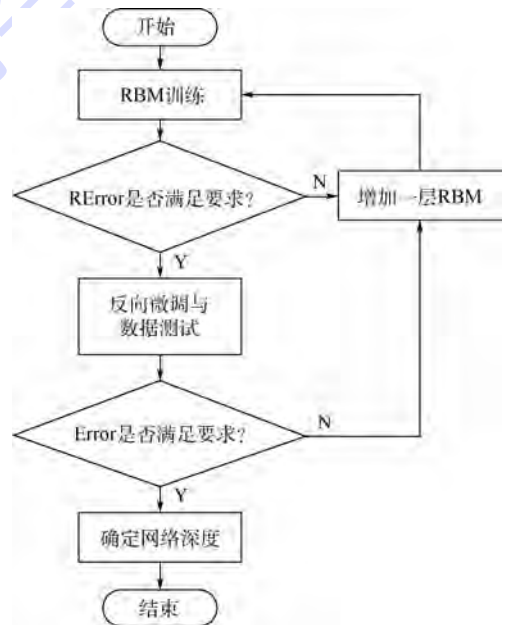 开始
RBM训练
RError是否满足要求?
N
增加一层RBM
Y
反向微调与
数据测试
Error是否满足要求?
N
Y
确定网络深度
结束